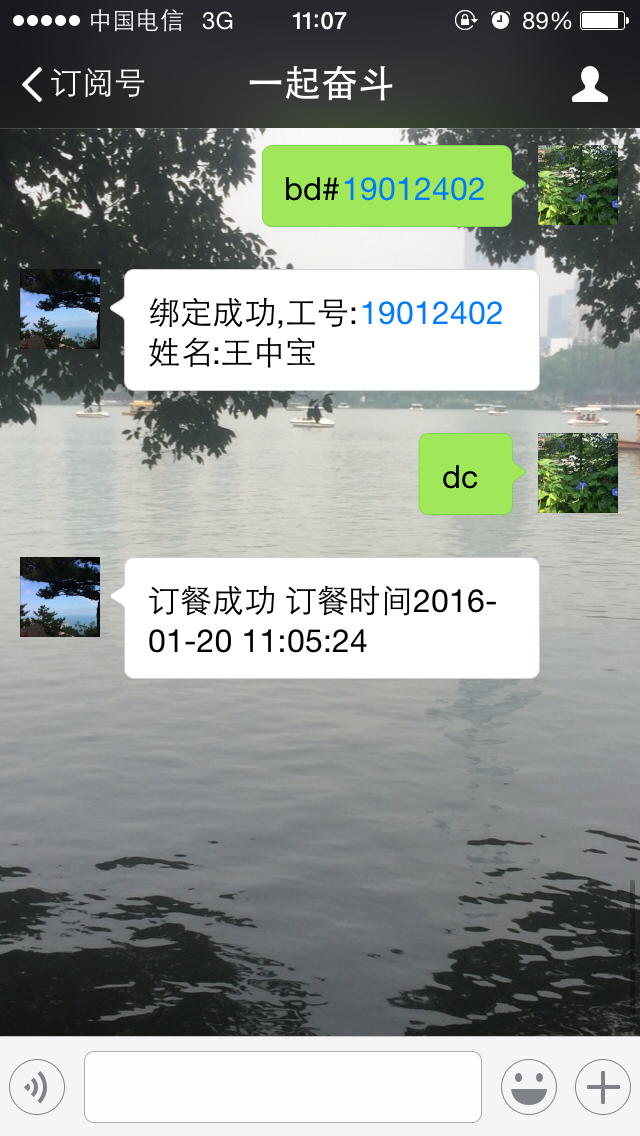 中国电信 3G 11:07 89%
订阅号 一起奋斗
bd#19012402
绑定成功,工号:19012402
姓名:王中宝
dc
订餐成功 订餐时间2016-
01-20 11:05:24